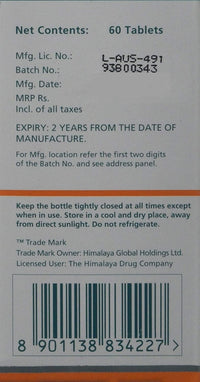 Net Contents: 60 Tablets
Mfg. Lic. No.: L-AUS-491
Batch No.: 93800343
Mfg. Date:
MRP Rs.
Incl. of all taxes
EXPIRY: 2 YEARS FROM THE DATE OF
MANUFACTURE.
For Mfg. location refer the first two digits
of the Batch No. and see address panel.
Keep the bottle tightly closed at all times except
when in use. Store in a cool and dry place, away
from direct sunlight. Do not refrigerate.
™ Trade Mark
Trade Mark Owner: Himalaya Global Holdings Ltd.
Licensed User: The Himalaya Drug Company
8 901138 834227 >